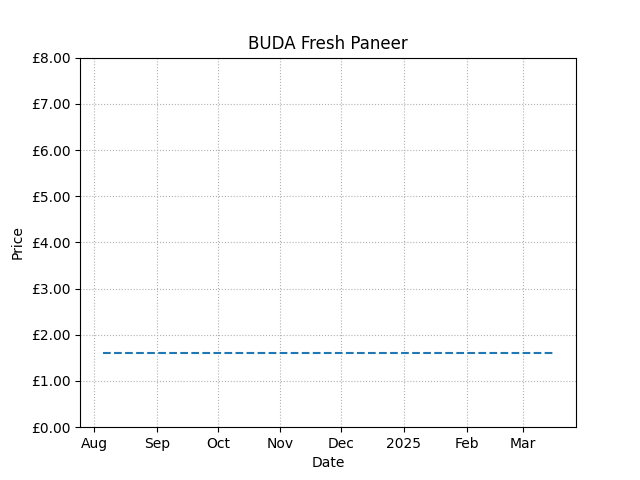 BUDA Fresh Paneer
£8.00
£7.00
£6.00
£5.00
£4.00
£3.00
£2.00
£1.00
£0.00
Price
Aug Sep Oct Nov Dec 2025 Feb Mar
Date